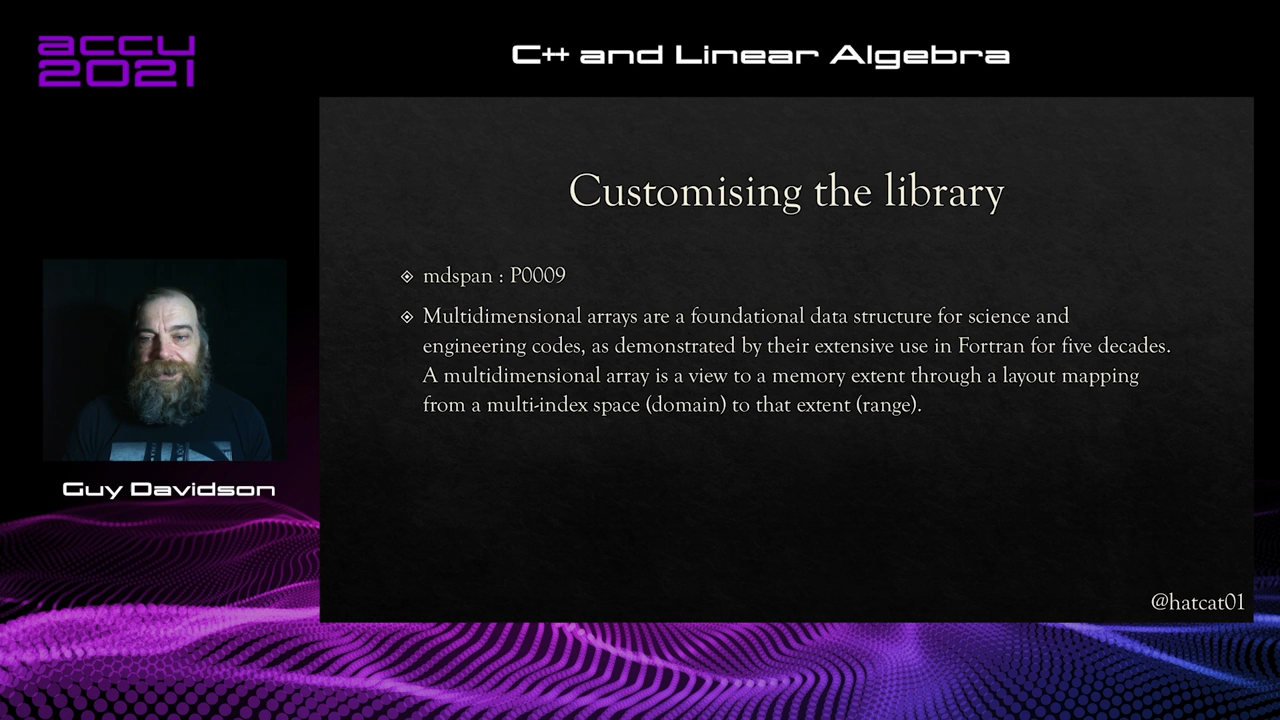 accu
2021
C++ and Linear Algebra
Customising the library
mdspan : P0009
Multidimensional arrays are a foundational data structure for science and
engineering codes, as demonstrated by their extensive use in Fortran for five decades.
A multidimensional array is a view to a memory extent through a layout mapping
from a multi-index space (domain) to that extent (range).
Guy Davidson
@hatcat01